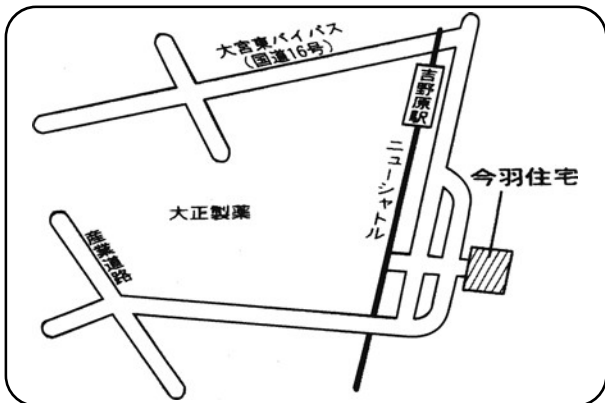 大宮東バイパス
(国道16号)
吉野原駅
ニューシャトル
今羽住宅
大正製薬
産業道路